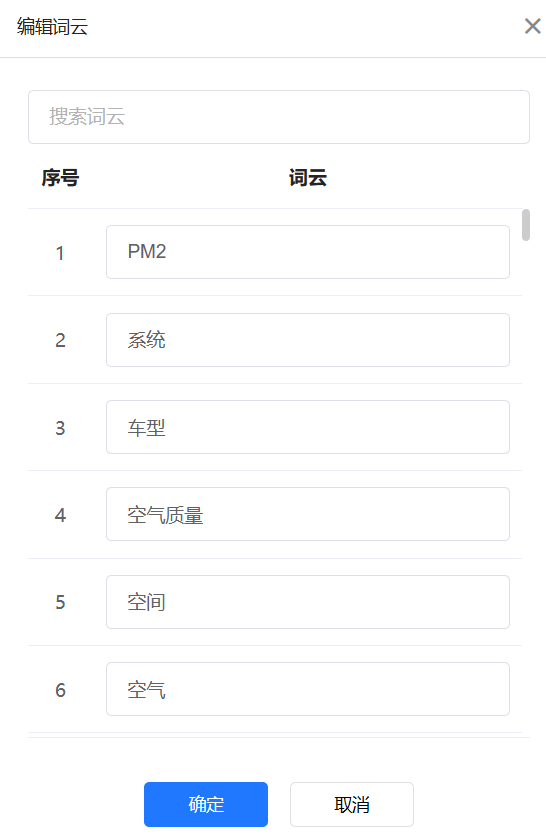 编辑词云
搜索词云
序号 词云
1 PM2
2 系统
3 车型
4 空气质量
5 空间
6 空气
确定 取消